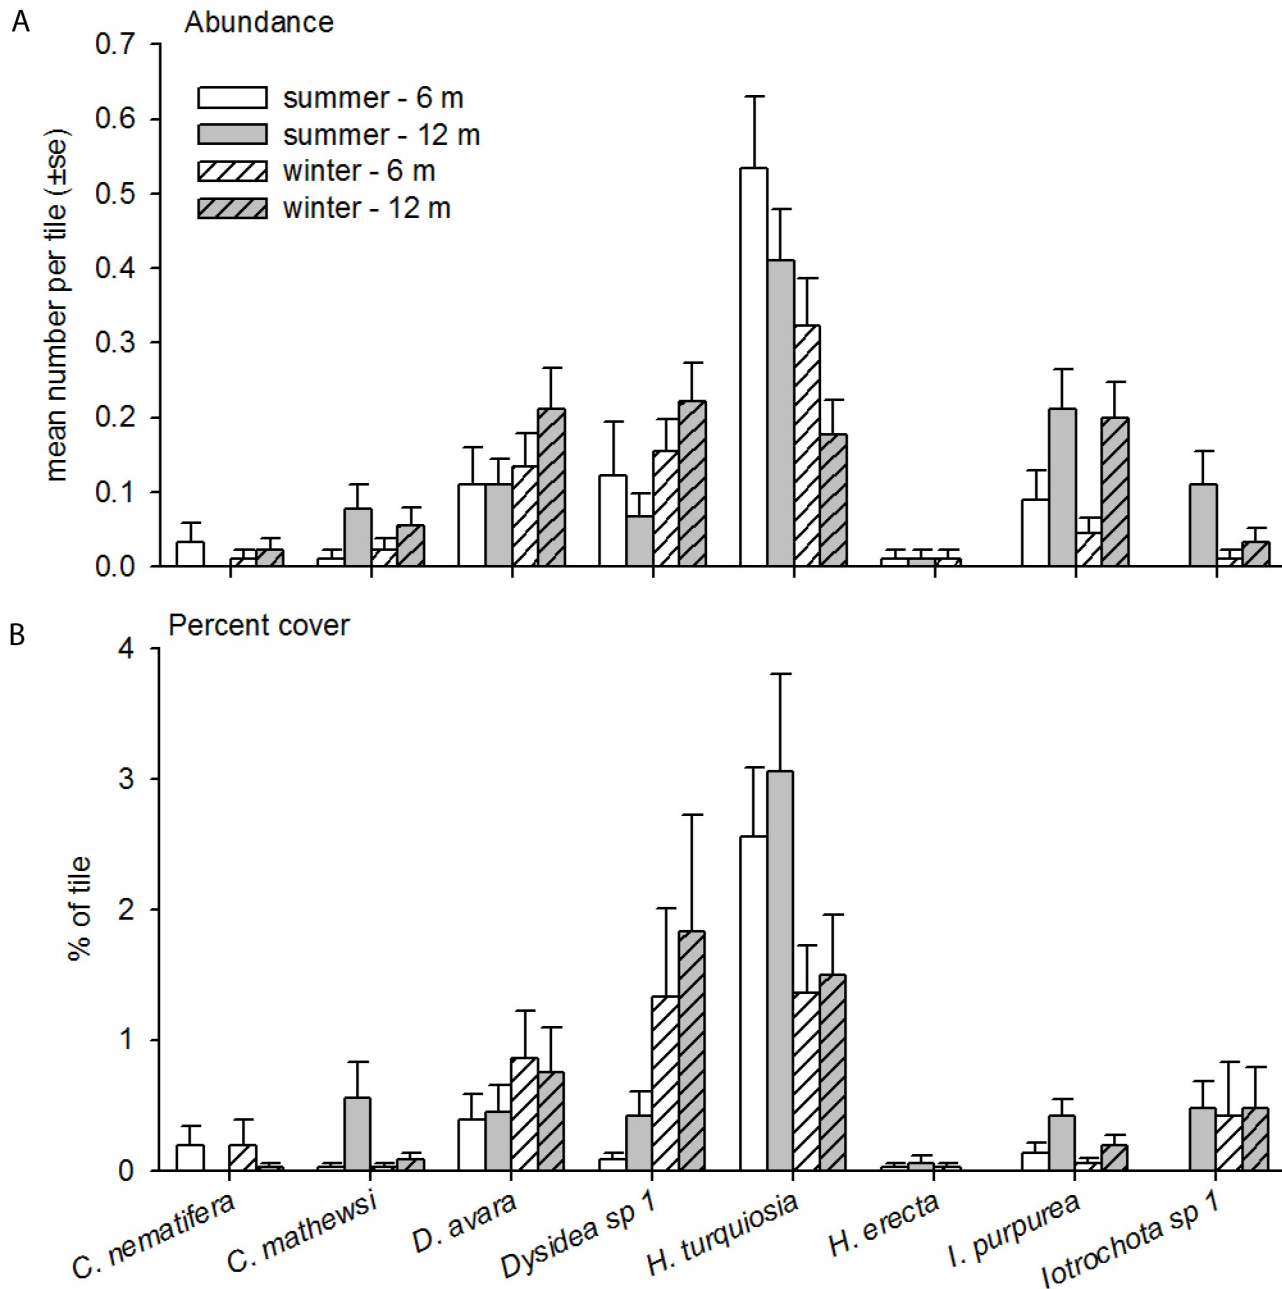 A
Abundance
0.7
0.6
0.5
0.4
0.3
0.2
0.1
0.0
mean number per tile (±se)
summer - 6 m
summer - 12 m
winter - 6 m
winter - 12 m
B
Percent cover
4
3
2
1
0
% of tile
C. nematifera
C. mathewsi
D. avara
Dysidea sp 1
H. turquiosia
H. erecta
I. purpurea
Iotrochota sp 1